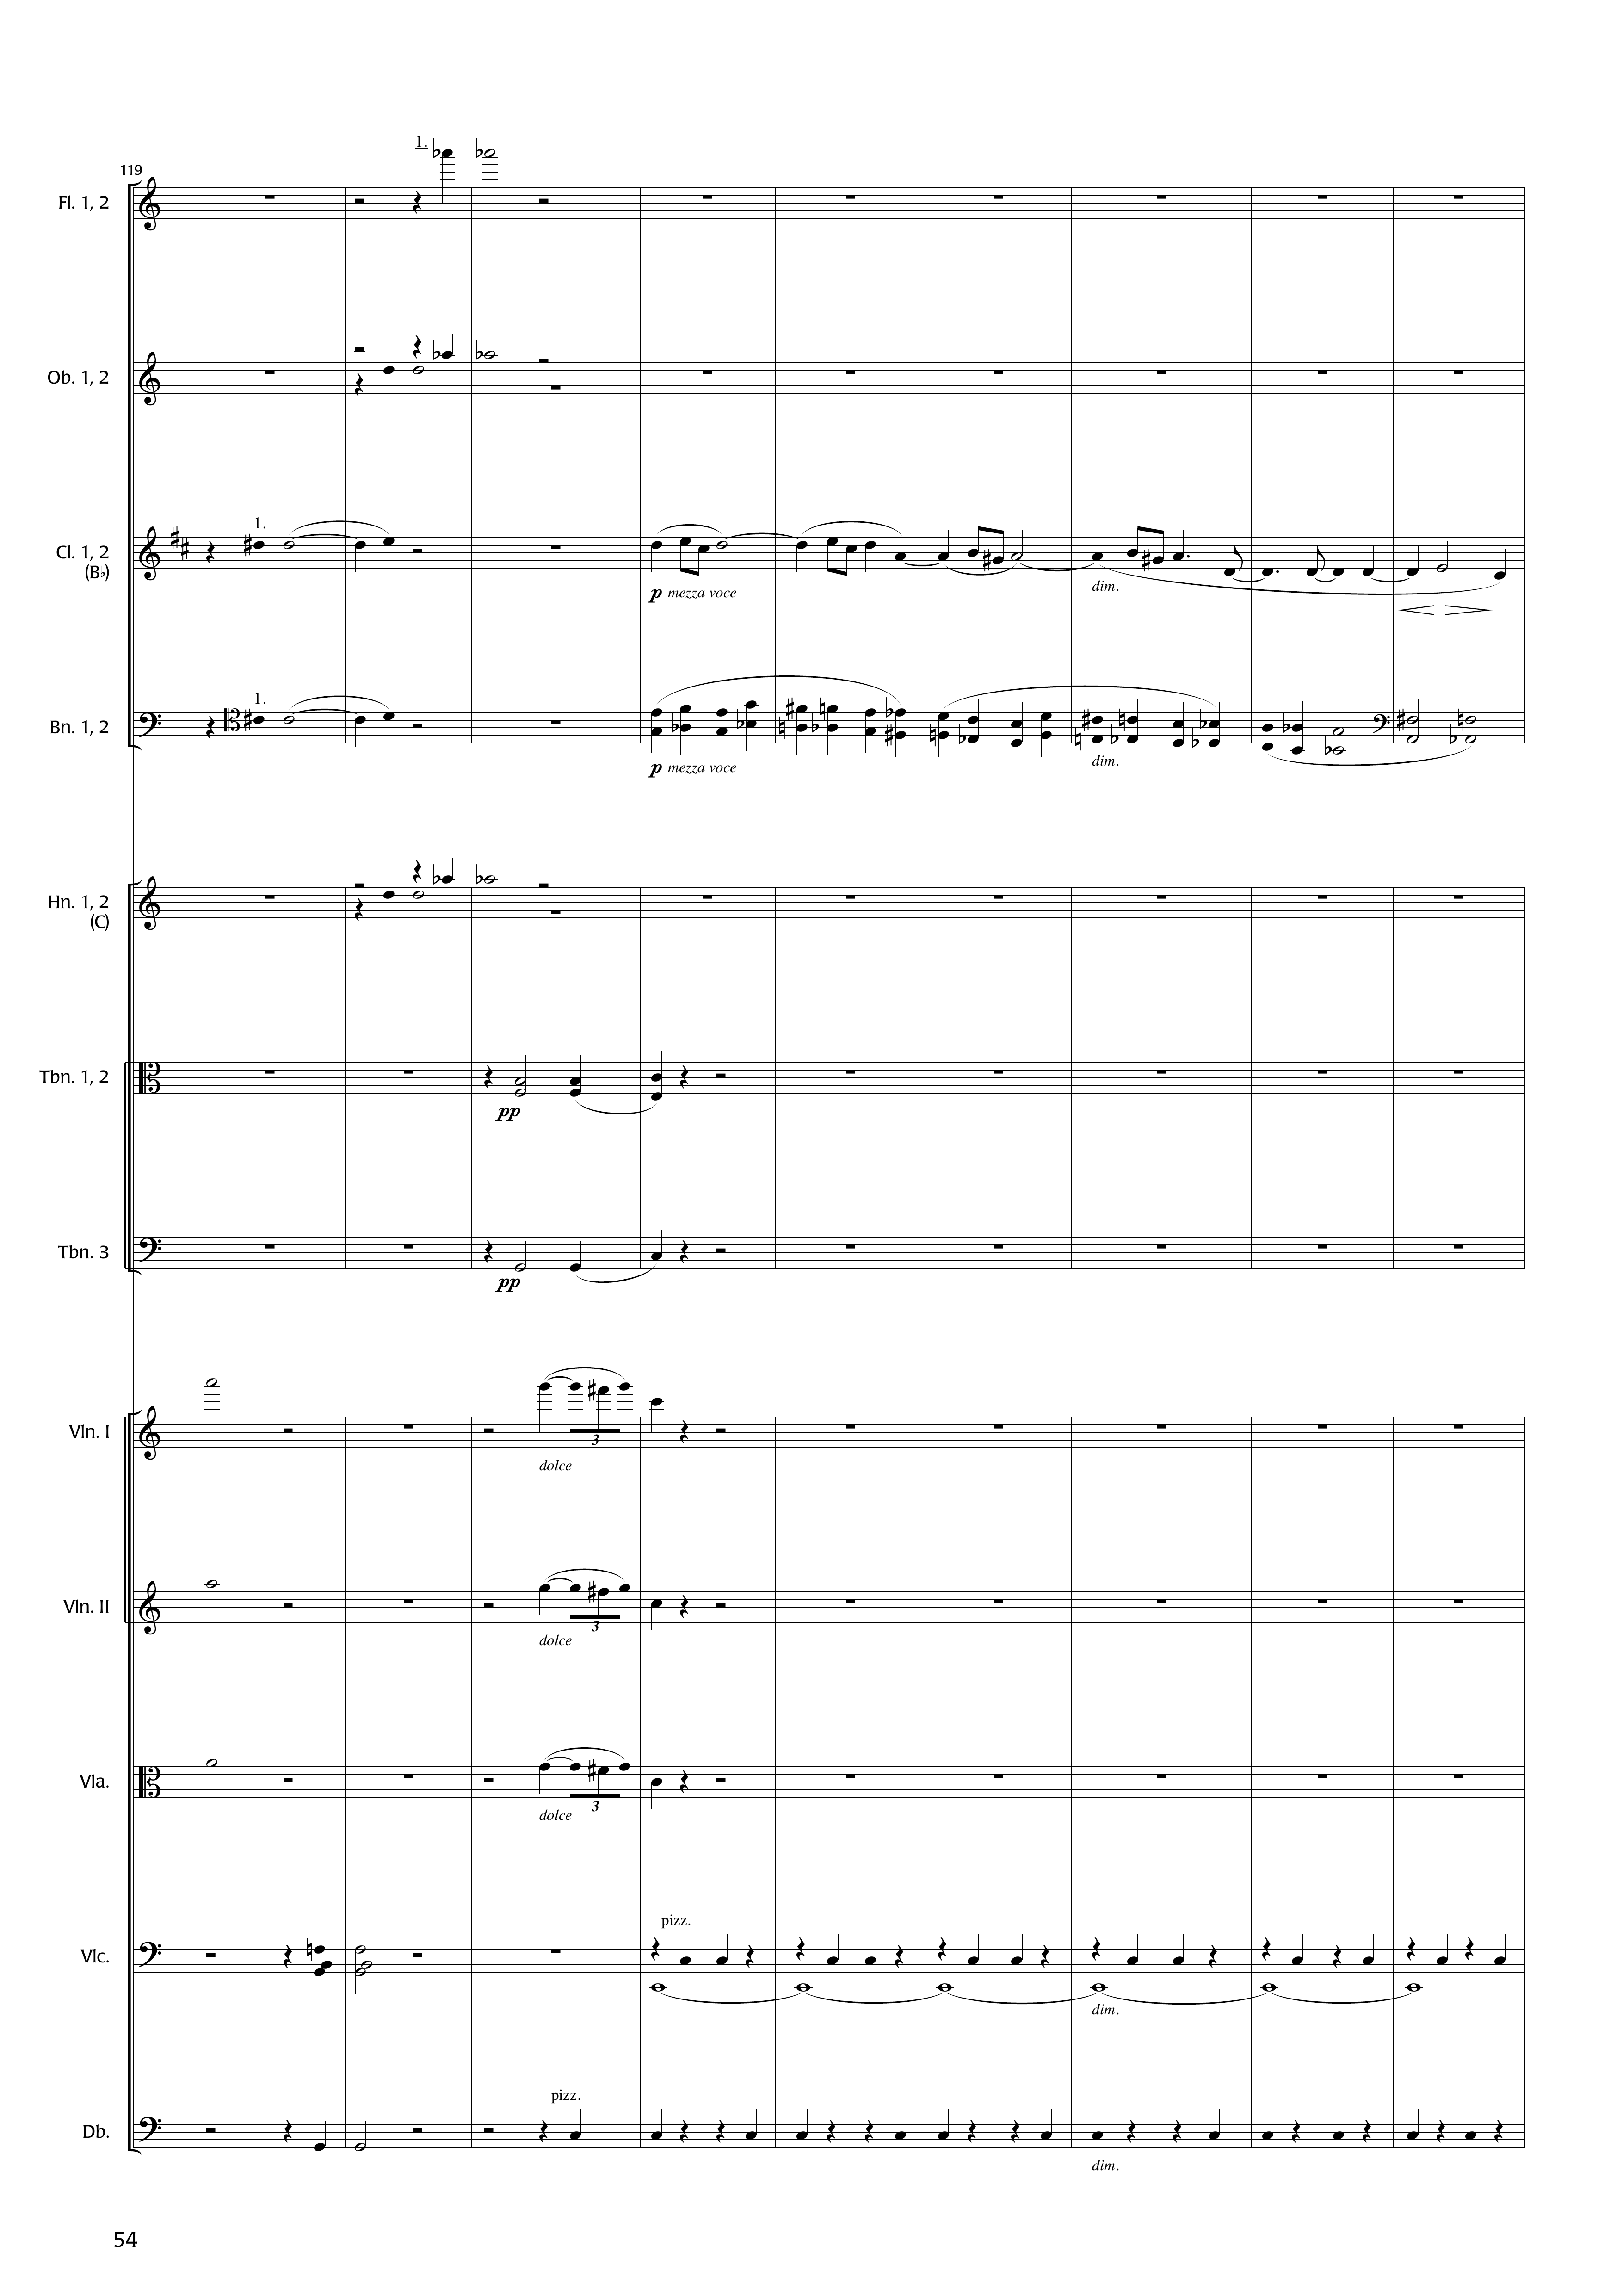 119
1.
Fl. 1, 2
Ob. 1, 2
1.
Cl. 1, 2
(B♭)
p mezza voce
dim.
1.
Bn. 1, 2
p mezza voce
dim.
Hn. 1, 2
(C)
Tbn. 1, 2
pp
Tbn. 3
pp
Vln. I
3
dolce
Vln. II
3
dolce
Vla.
3
dolce
pizz.
Vlc.
dim.
pizz.
Db.
dim.
54